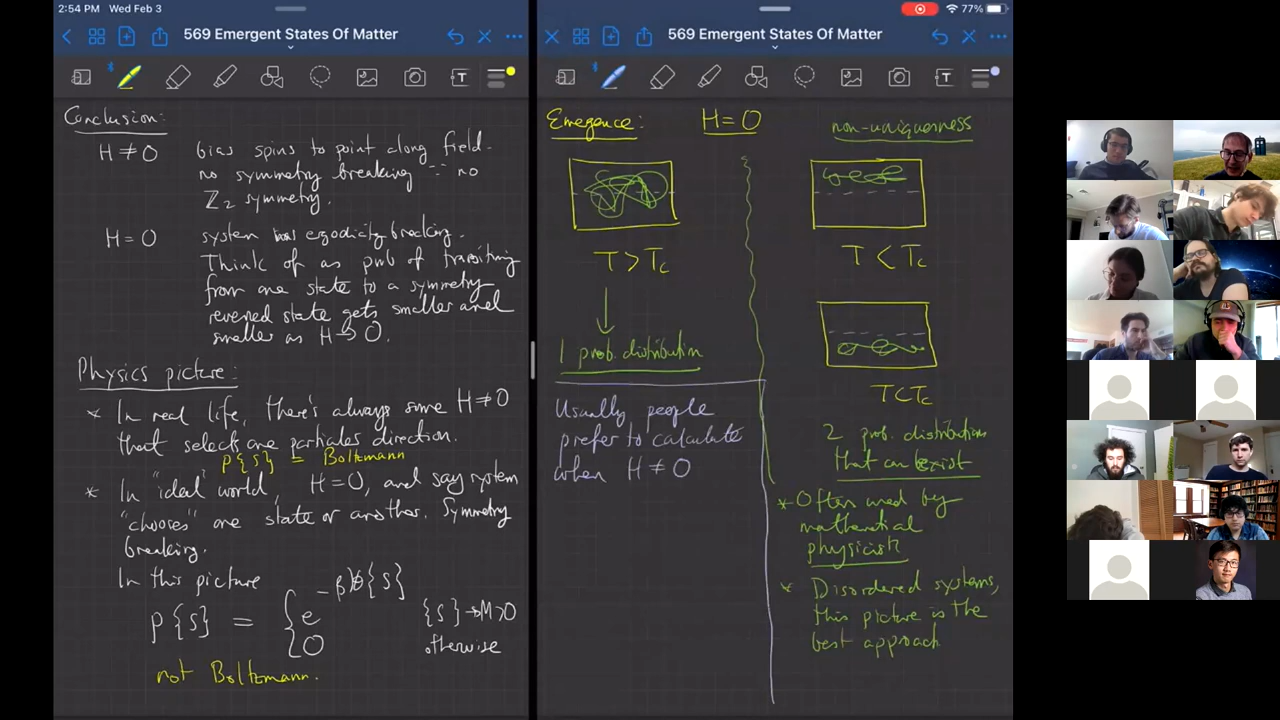 2:54 PM Wed Feb 3
77%
569 Emergent States Of Matter
569 Emergent States Of Matter
Conclusion:
H ≠ 0 bias spins to point along field.
no symmetry breaking ∵ no
Z2 symmetry.
H = 0 system has ergodicity breaking.
Think of as prob of transiting
from one state to a symmetry
reversed state gets smaller and
smaller as H → 0.
Physics picture:
* In real life, there's always some H ≠ 0
that selects one particular direction.
P{S} = Boltzmann
* In "ideal world, H = 0, and say system
"chooses" one state or another. Symmetry
breaking.
In this picture
P{S} = { e^-βH{S} {S} → M>0
0 otherwise
not Boltzmann.
Emegence: H = 0
T > Tc
1 prob. distribution
Usually people
prefer to calculate
when H ≠ 0
non-uniqueness
T < Tc
T < Tc
2 prob. distributions
that can exist
* Often used by
mathematical
physicists
* Disordered systems,
this picture is the
best approach